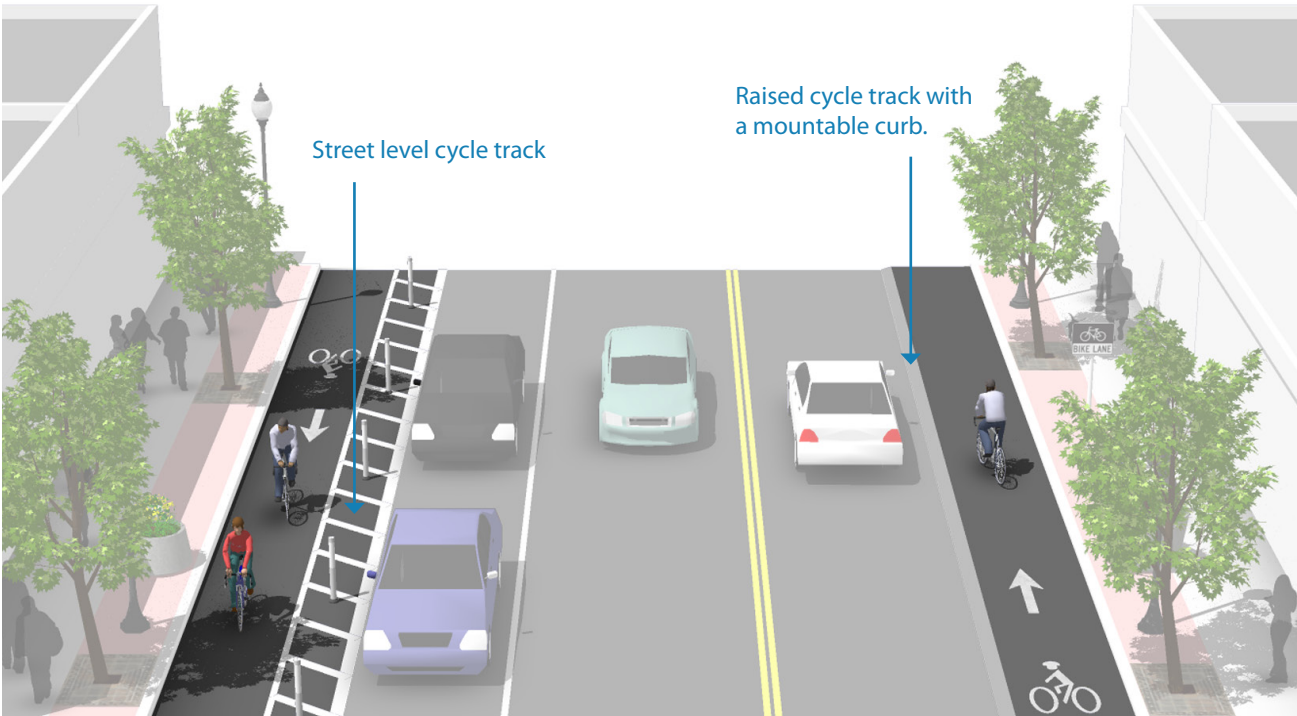 Raised cycle track with
a mountable curb.
Street level cycle track
BIKE LANE